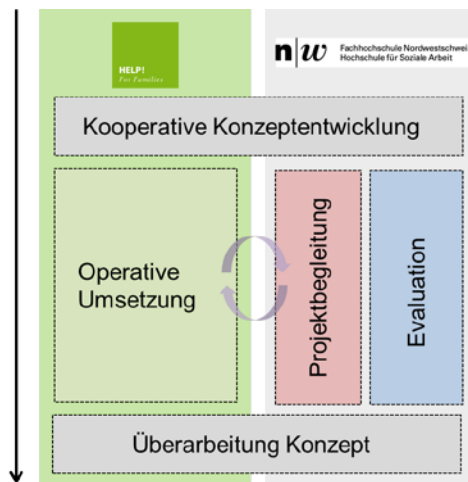 HELP!
For Families
n|w
Fachhochschule Nordwestschwei
Hochschule für Soziale Arbeit
Kooperative Konzeptentwicklung
Operative
Umsetzung
Projektbegleitung
Evaluation
Überarbeitung Konzept